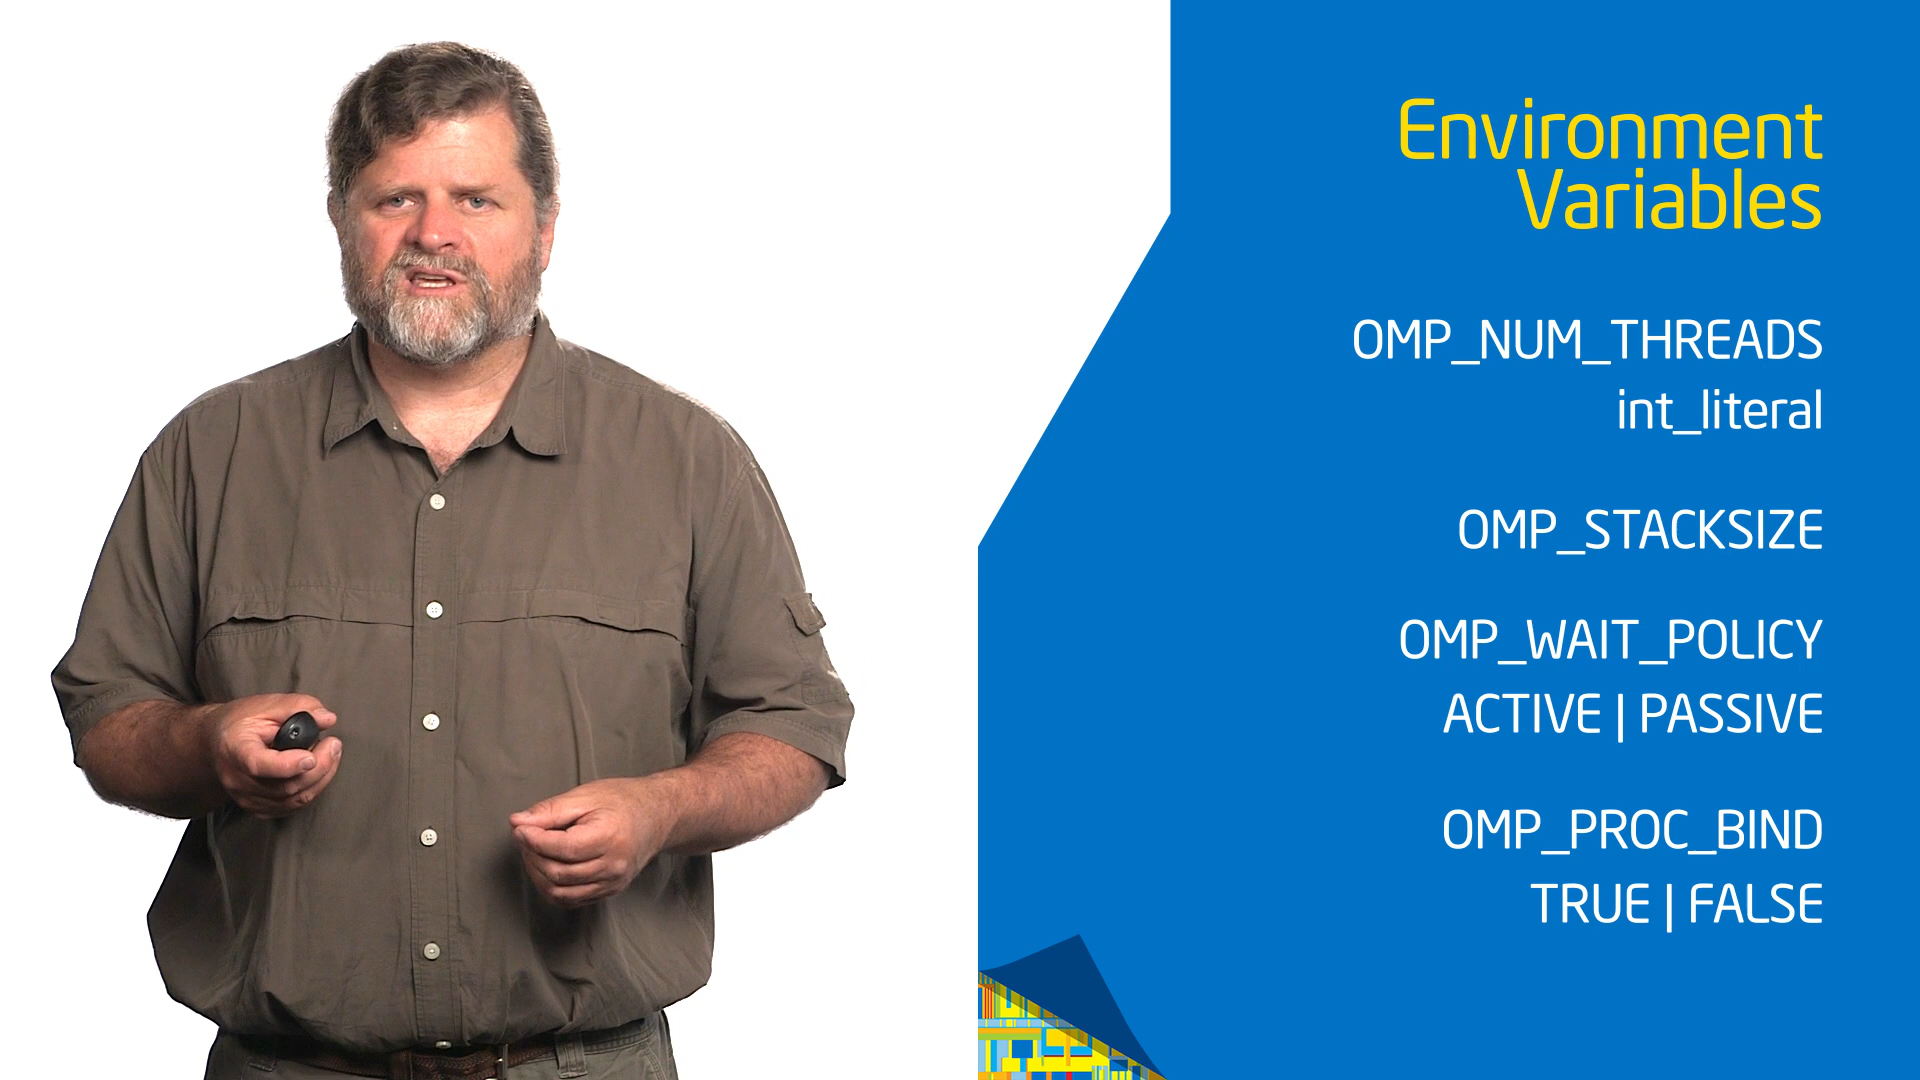 Environment
Variables
OMP_NUM_THREADS
int_literal
OMP_STACKSIZE
OMP_WAIT_POLICY
ACTIVE | PASSIVE
OMP_PROC_BIND
TRUE | FALSE